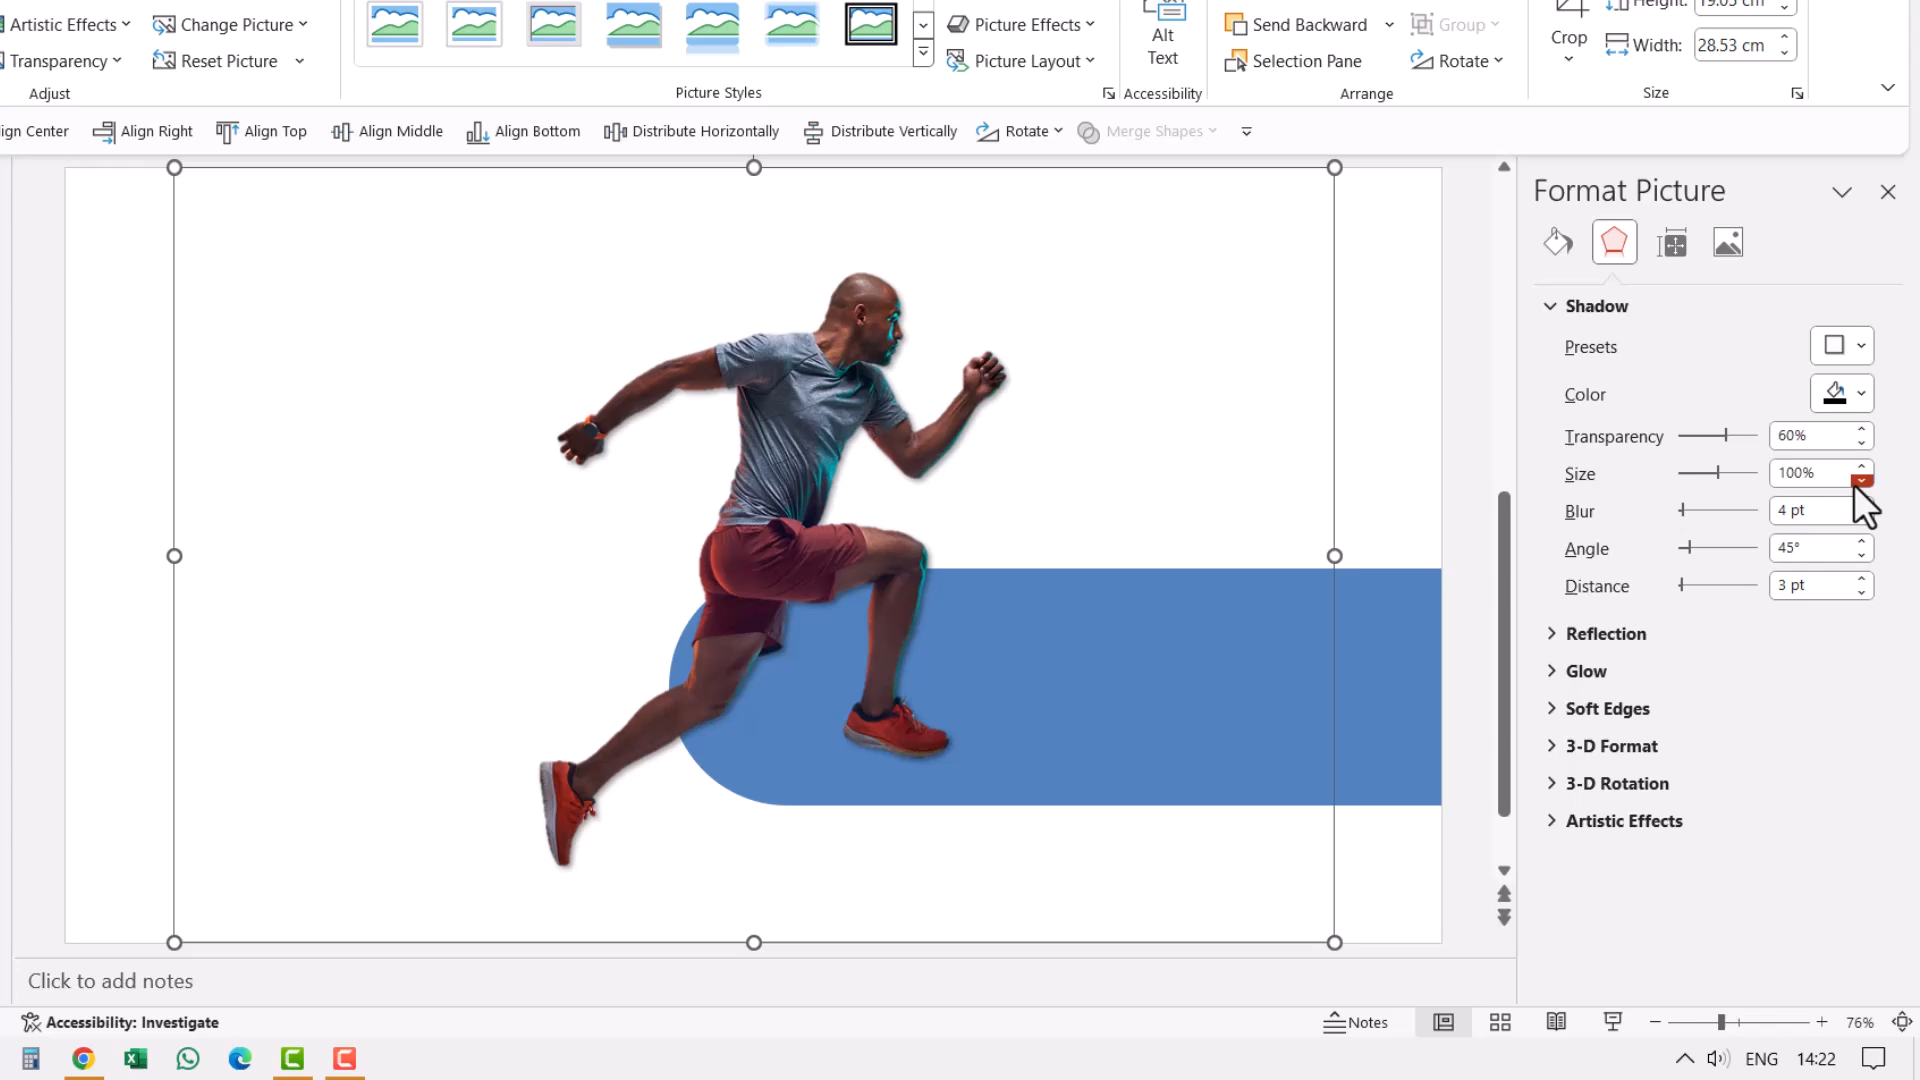 Artistic Effects
Change Picture
Transparency
Reset Picture
Adjust
Picture Styles
Picture Effects
Picture Layout
Alt
Text
Accessibility
Send Backward
Group
Selection Pane
Rotate
Arrange
Crop
Height:
19.05 cm
Width:
28.53 cm
Size
ign Center
Align Right
Align Top
Align Middle
Align Bottom
Distribute Horizontally
Distribute Vertically
Rotate
Merge Shapes
Format Picture
Shadow
Presets
Color
Transparency
60%
Size
100%
Blur
4 pt
Angle
45°
Distance
3 pt
Reflection
Glow
Soft Edges
3-D Format
3-D Rotation
Artistic Effects
Click to add notes
Accessibility: Investigate
Notes
76%
ENG
14:22